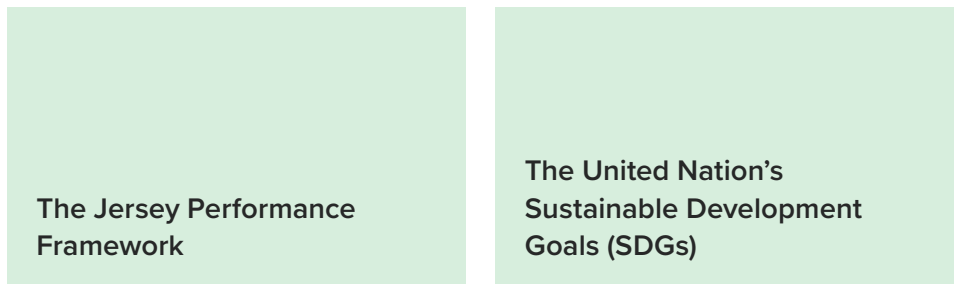 The Jersey Performance
Framework
The United Nation’s
Sustainable Development
Goals (SDGs)